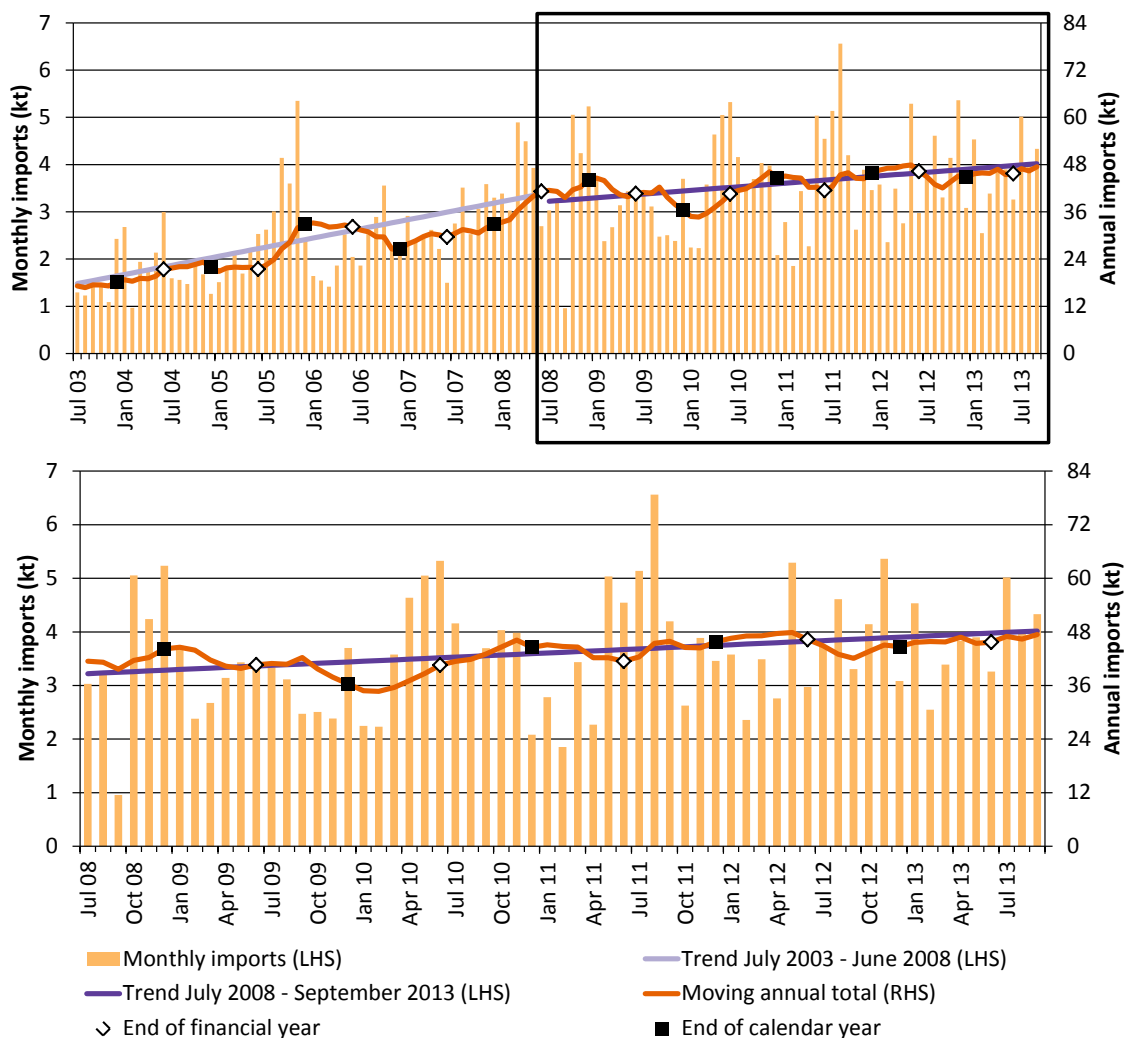 7
6
5
4
3
2
1
0
Monthly imports (kt)
84
72
60
48
36
24
12
0
Annual imports (kt)
Jul 03
Jan 04
Jul 04
Jan 05
Jul 05
Jan 06
Jul 06
Jan 07
Jul 07
Jan 08
Jul 08
Jan 09
Jul 09
Jan 10
Jul 10
Jan 11
Jul 11
Jan 12
Jul 12
Jan 13
Jul 13
7
6
5
4
3
2
1
0
Monthly imports (kt)
84
72
60
48
36
24
12
0
Annual imports (kt)
Jul 08
Oct 08
Jan 09
Apr 09
Jul 09
Oct 09
Jan 10
Apr 10
Jul 10
Oct 10
Jan 11
Apr 11
Jul 11
Oct 11
Jan 12
Apr 12
Jul 12
Oct 12
Jan 13
Apr 13
Jul 13
Monthly imports (LHS)
Trend July 2003 - June 2008 (LHS)
Trend July 2008 - September 2013 (LHS)
Moving annual total (RHS)
End of financial year
End of calendar year